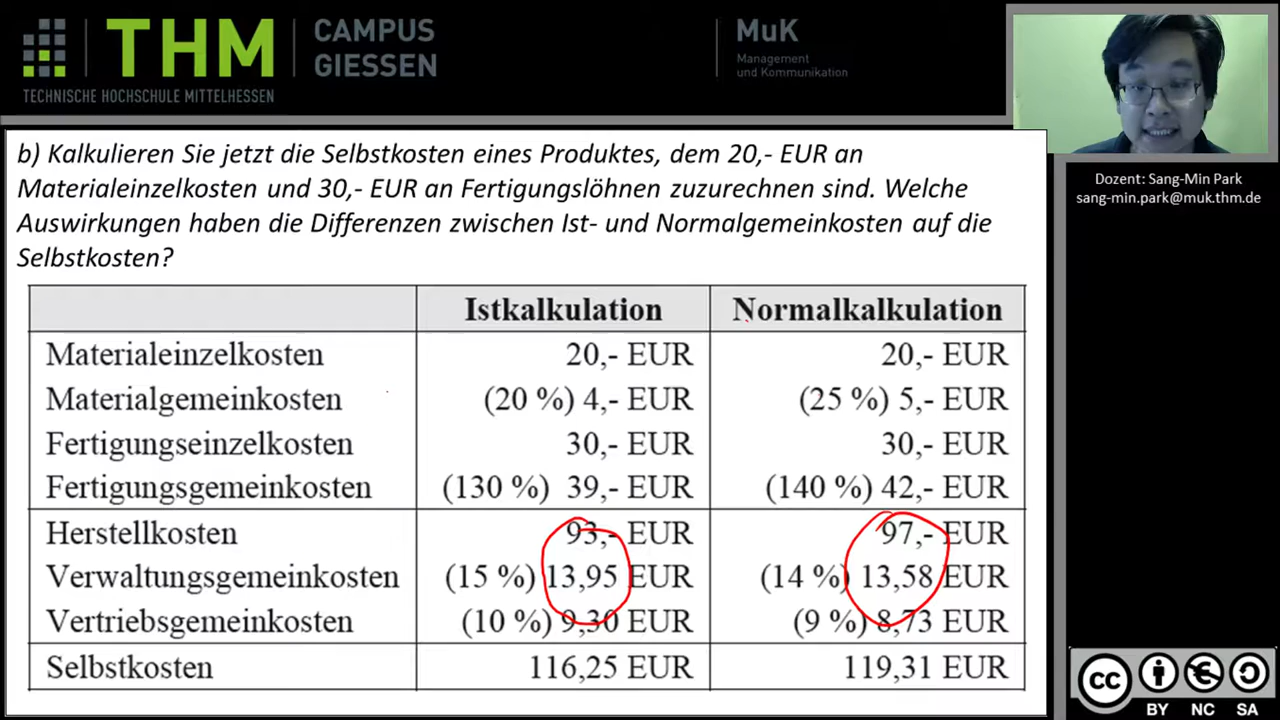 THM
CAMPUS
GIESSEN
TECHNISCHE HOCHSCHULE MITTELHESSEN
MuK
Management
und Kommunikation
b) Kalkulieren Sie jetzt die Selbstkosten eines Produktes, dem 20,- EUR an
Materialeinzelkosten und 30,- EUR an Fertigungslöhnen zuzurechnen sind. Welche
Auswirkungen haben die Differenzen zwischen Ist- und Normalgemeinkosten auf die
Selbstkosten?
Istkalkulation Normalkalkulation
Materialeinzelkosten 20,- EUR 20,- EUR
Materialgemeinkosten (20 %) 4,- EUR (25 %) 5,- EUR
Fertigungseinzelkosten 30,- EUR 30,- EUR
Fertigungsgemeinkosten (130 %) 39,- EUR (140 %) 42,- EUR
Herstellkosten 93,- EUR 97,- EUR
Verwaltungsgemeinkosten (15 %) 13,95 EUR (14 %) 13,58 EUR
Vertriebsgemeinkosten (10 %) 9,30 EUR (9 %) 8,73 EUR
Selbstkosten 116,25 EUR 119,31 EUR
Dozent: Sang-Min Park
sang-min.park@muk.thm.de
cc
BY NC SA